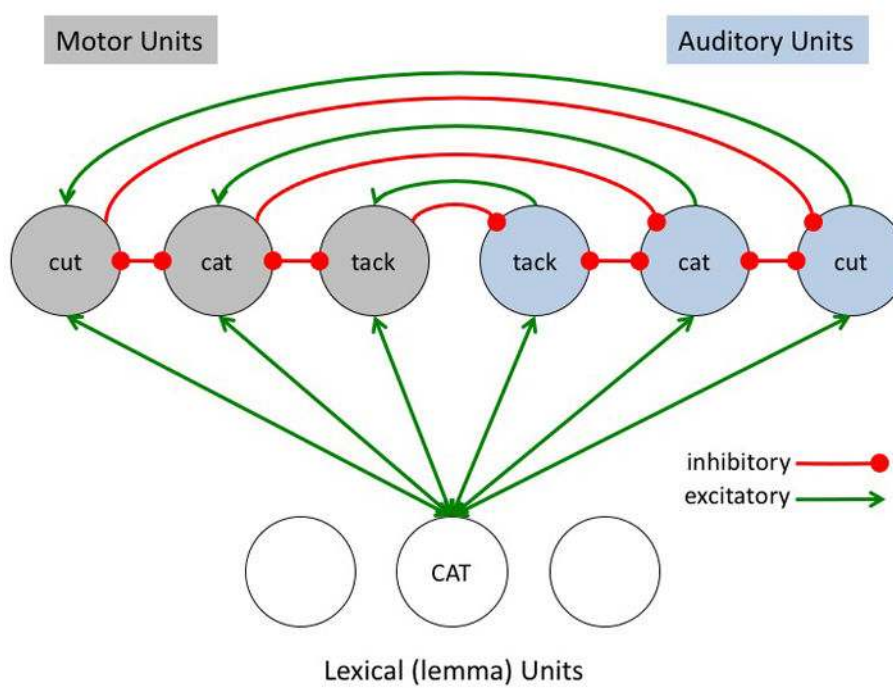 Motor Units
Auditory Units
cut
cat
tack
tack
cat
cut
inhibitory
excitatory
CAT
Lexical (lemma) Units